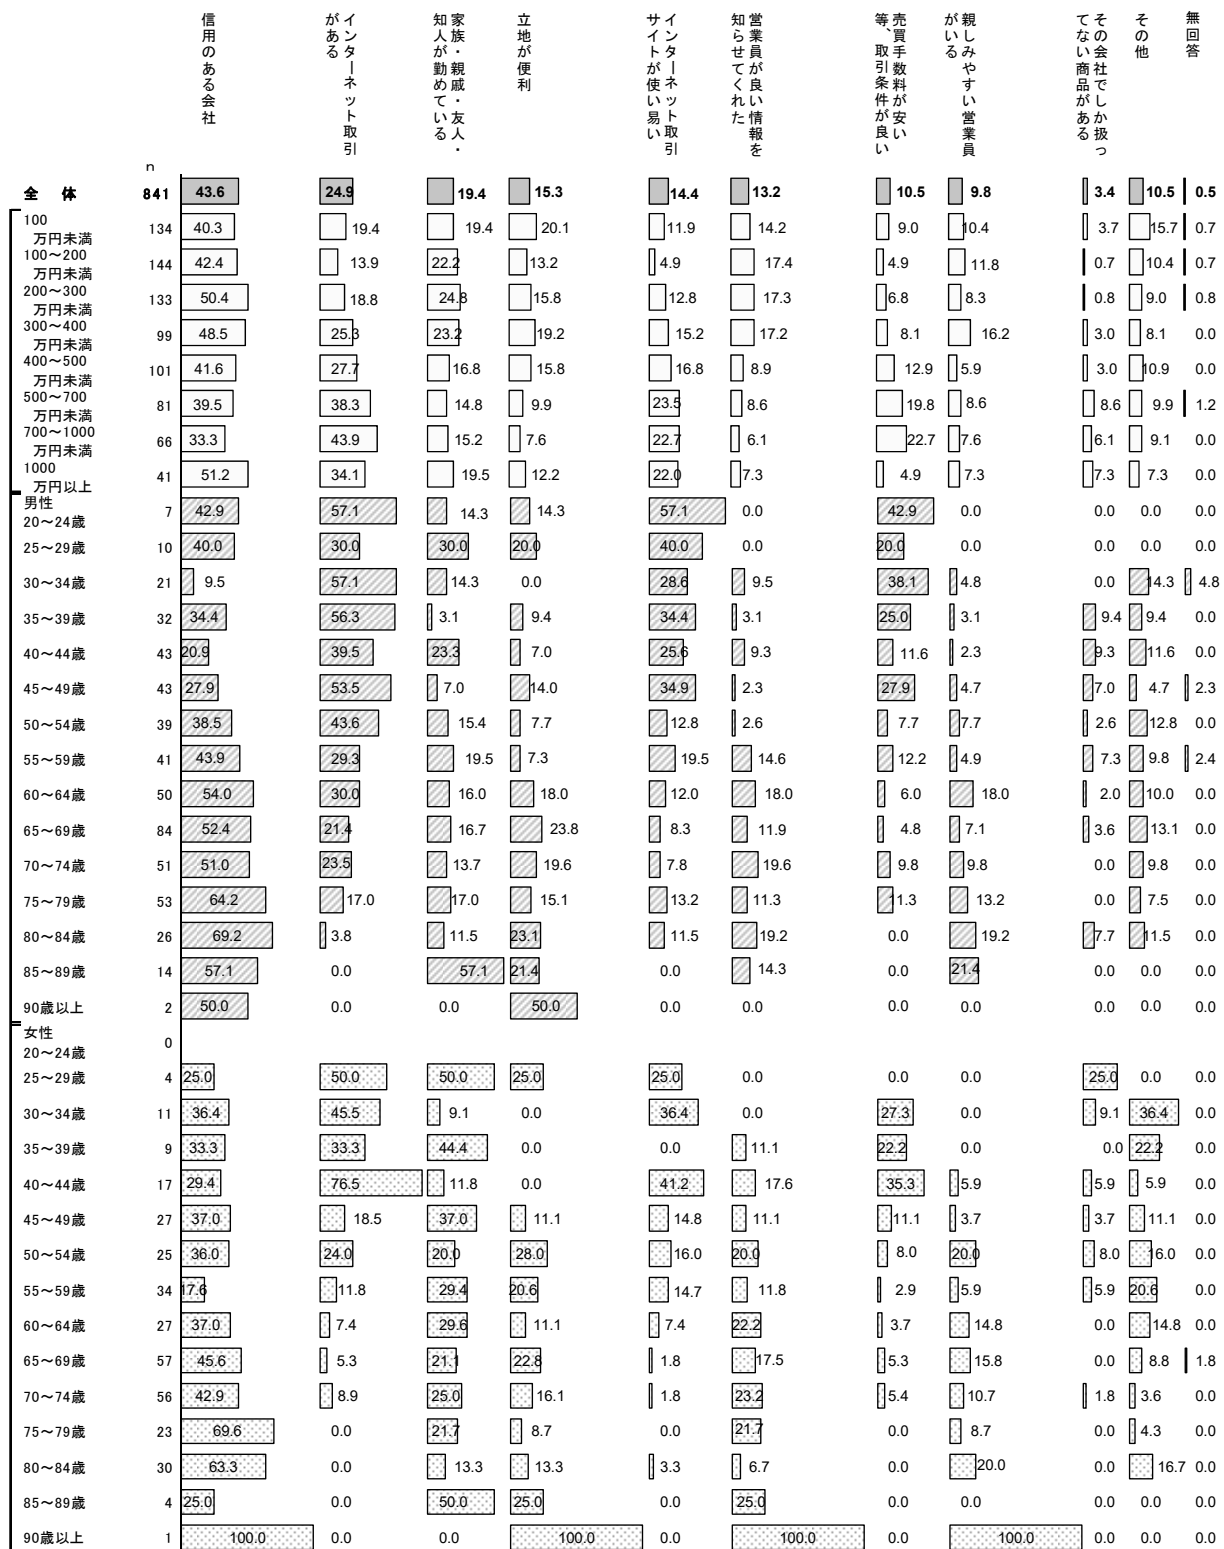 信用のある会社
インターネット取引
がある
家族・親戚・友人・
知人が勤めている
立地が便利
インターネット取引
サイトが使い易い
営業員が良い情報を
知らせてくれた
売買手数料が安い
等、取引条件が良い
親しみやすい営業員
がいる
その会社でしか扱っ
てない商品がある
その他
無回答
n
全 体 841 43.6 24.9 19.4 15.3 14.4 13.2 10.5 9.8 3.4 10.5 0.5
100
万円未満 134 40.3 19.4 19.4 20.1 11.9 14.2 9.0 10.4 3.7 15.7 0.7
100～200
万円未満 144 42.4 13.9 22.2 13.2 4.9 17.4 4.9 11.8 0.7 10.4 0.7
200～300
万円未満 133 50.4 18.8 24.8 15.8 12.8 17.3 6.8 8.3 0.8 9.0 0.8
300～400
万円未満 99 48.5 25.3 23.2 19.2 15.2 17.2 8.1 16.2 3.0 8.1 0.0
400～500
万円未満 101 41.6 27.7 16.8 15.8 16.8 8.9 12.9 5.9 3.0 10.9 0.0
500～700
万円未満 81 39.5 38.3 14.8 9.9 23.5 8.6 19.8 8.6 8.6 9.9 1.2
700～1000
万円未満 66 33.3 43.9 15.2 7.6 22.7 6.1 22.7 7.6 6.1 9.1 0.0
1000
万円以上 41 51.2 34.1 19.5 12.2 22.0 7.3 4.9 7.3 7.3 7.3 0.0
男性
20～24歳 7 42.9 57.1 14.3 14.3 57.1 0.0 42.9 0.0 0.0 0.0 0.0
25～29歳 10 40.0 30.0 30.0 20.0 40.0 0.0 20.0 0.0 0.0 0.0 0.0
30～34歳 21 9.5 57.1 14.3 0.0 28.6 9.5 38.1 4.8 0.0 14.3 4.8
35～39歳 32 34.4 56.3 3.1 9.4 34.4 3.1 25.0 3.1 9.4 9.4 0.0
40～44歳 43 20.9 39.5 23.3 7.0 25.6 9.3 11.6 2.3 9.3 11.6 0.0
45～49歳 43 27.9 53.5 7.0 14.0 34.9 2.3 27.9 4.7 7.0 4.7 2.3
50～54歳 39 38.5 43.6 15.4 7.7 12.8 2.6 7.7 7.7 2.6 12.8 0.0
55～59歳 41 43.9 29.3 19.5 7.3 19.5 14.6 12.2 4.9 7.3 9.8 2.4
60～64歳 50 54.0 30.0 16.0 18.0 12.0 18.0 6.0 18.0 2.0 10.0 0.0
65～69歳 84 52.4 21.4 16.7 23.8 8.3 11.9 4.8 7.1 3.6 13.1 0.0
70～74歳 51 51.0 23.5 13.7 19.6 7.8 19.6 9.8 9.8 0.0 9.8 0.0
75～79歳 53 64.2 17.0 17.0 15.1 13.2 11.3 11.3 13.2 0.0 7.5 0.0
80～84歳 26 69.2 3.8 11.5 23.1 11.5 19.2 0.0 19.2 7.7 11.5 0.0
85～89歳 14 57.1 0.0 57.1 21.4 0.0 14.3 0.0 21.4 0.0 0.0 0.0
90歳以上 2 50.0 0.0 0.0 50.0 0.0 0.0 0.0 0.0 0.0 0.0 0.0
女性
20～24歳 0
25～29歳 4 25.0 50.0 50.0 25.0 25.0 0.0 0.0 0.0 25.0 0.0 0.0
30～34歳 11 36.4 45.5 9.1 0.0 36.4 0.0 27.3 0.0 9.1 36.4 0.0
35～39歳 9 33.3 33.3 44.4 0.0 0.0 11.1 22.2 0.0 0.0 22.2 0.0
40～44歳 17 29.4 76.5 11.8 0.0 41.2 17.6 35.3 5.9 5.9 5.9 0.0
45～49歳 27 37.0 18.5 37.0 11.1 14.8 11.1 11.1 3.7 3.7 11.1 0.0
50～54歳 25 36.0 24.0 20.0 28.0 16.0 20.0 8.0 20.0 8.0 16.0 0.0
55～59歳 34 17.6 11.8 29.4 20.6 14.7 11.8 2.9 5.9 5.9 20.6 0.0
60～64歳 27 37.0 7.4 29.6 11.1 7.4 22.2 3.7 14.8 0.0 14.8 0.0
65～69歳 57 45.6 5.3 21.1 22.8 1.8 17.5 5.3 15.8 0.0 8.8 1.8
70～74歳 56 42.9 8.9 25.0 16.1 1.8 23.2 5.4 10.7 1.8 3.6 0.0
75～79歳 23 69.6 0.0 21.7 8.7 0.0 21.7 0.0 8.7 0.0 4.3 0.0
80～84歳 30 63.3 0.0 13.3 13.3 3.3 6.7 0.0 20.0 0.0 16.7 0.0
85～89歳 4 25.0 0.0 50.0 25.0 0.0 25.0 0.0 0.0 0.0 0.0 0.0
90歳以上 1 100.0 0.0 0.0 100.0 0.0 100.0 0.0 100.0 0.0 0.0 0.0